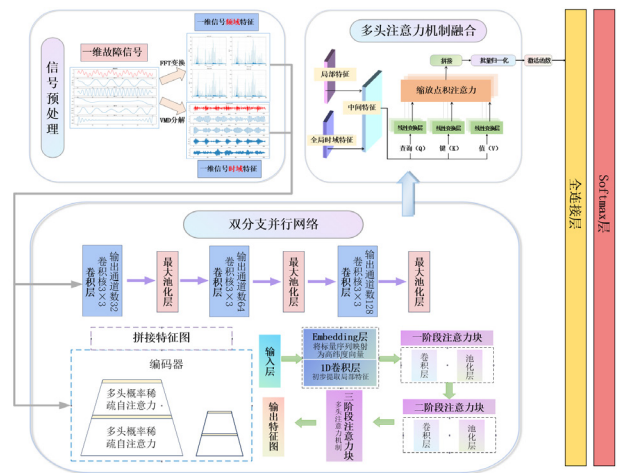 信号预处理
一维故障信号
FFT变换
VMD分解
一维信号频域特征
一维信号时域特征
多头注意力机制融合
局部特征
全局时域特征
中间特征
拼接
批量归一化
激活函数
缩放点积注意力
线性变换层
线性变换层
线性变换层
查询(Q)
键(K)
值(V)
全连接层
Softmax层
双分支并行网络
输出通道数32
卷积核3×3
卷积层
最大池化层
输出通道数64
卷积核3×3
卷积层
最大池化层
输出通道数128
卷积核3×3
卷积层
最大池化层
拼接特征图
编码器
多头概率稀
疏自注意力
多头概率稀
疏自注意力
输入层
Embedding层
将标量序列映射
为高纬度向量
1D卷积层
初步提取局部特征
一阶段注意力块
卷积层
池化层
二阶段注意力块
卷积层
池化层
三阶段注意力块
多头注意力机制
输出特征图